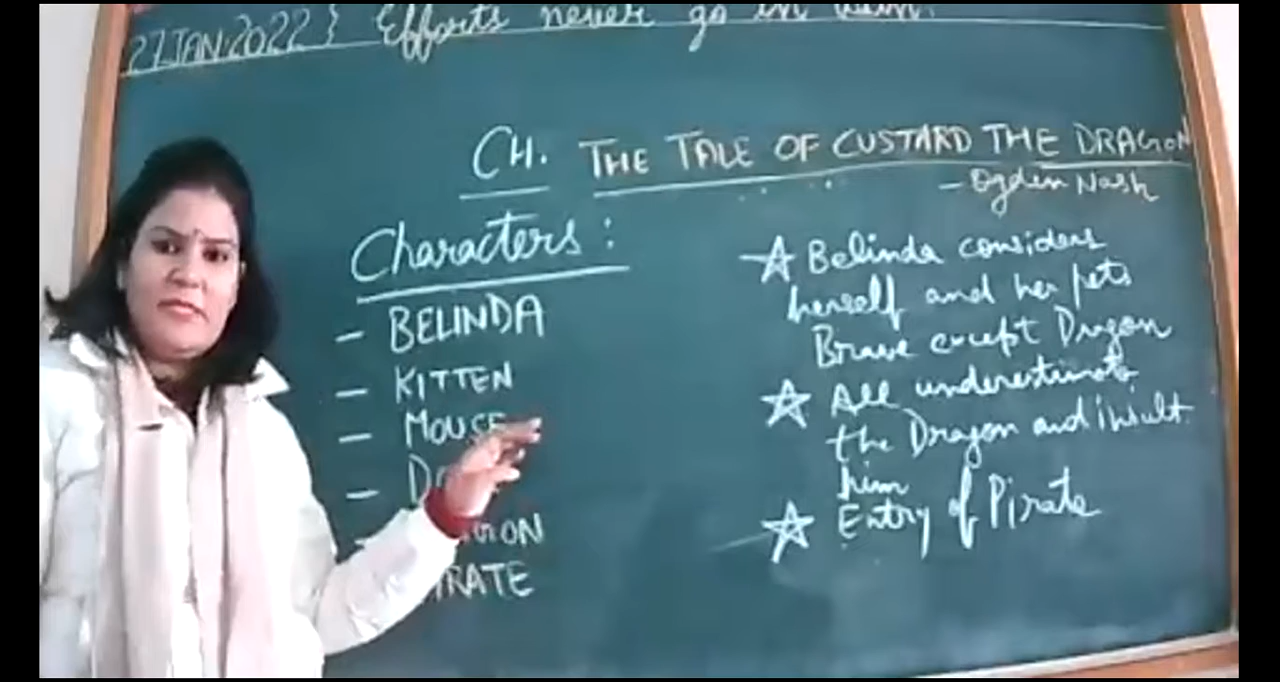 27 JAN. 2022 } Efforts never go in vain.
CH. THE TALE OF CUSTARD THE DRAGON
- Ogden Nash
Characters :
- BELINDA
- KITTEN
- MOUSE
☆ Belinda considers
herself and her pets
Brave except Dragon
☆ All underestimate
the Dragon and insult
him
☆ Entry of Pirate